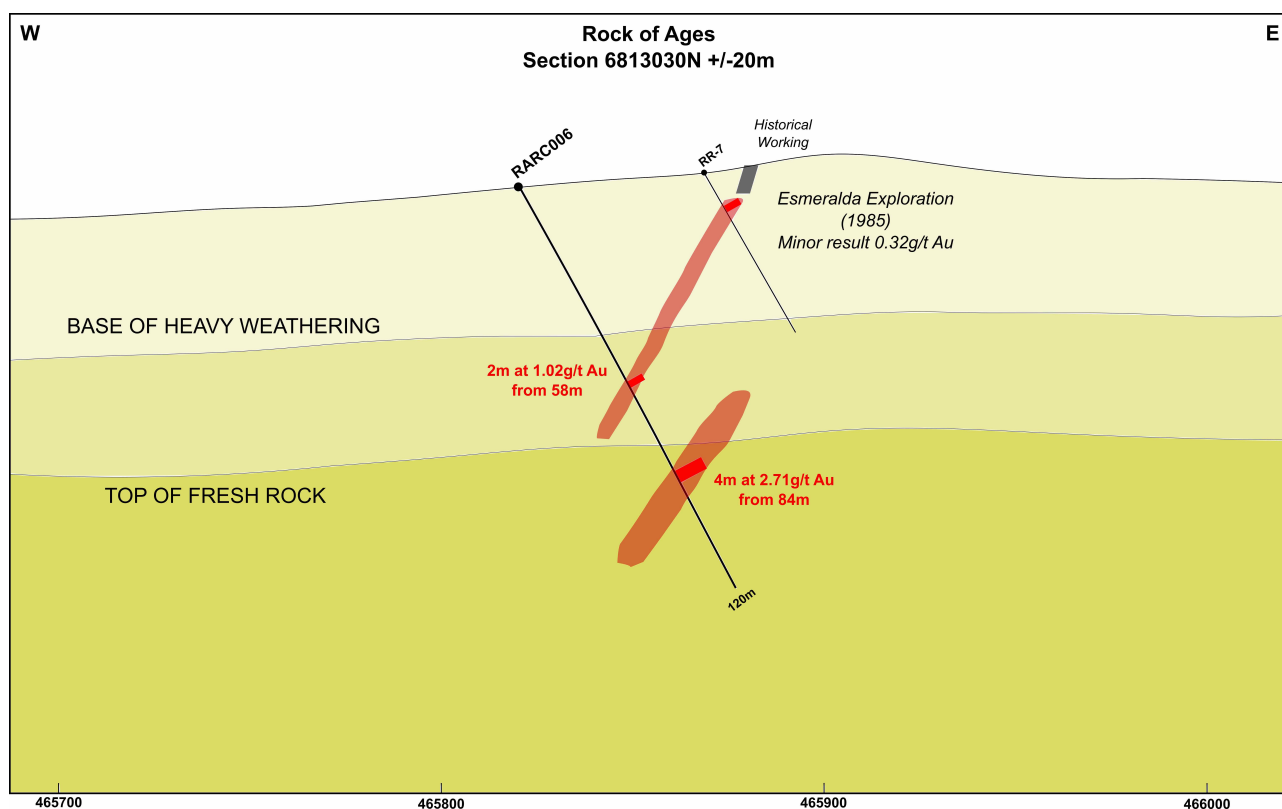 W
Rock of Ages
E
Section 6813030N +/-20m
Historical
Working
RARC006
RR-7
Esmeralda Exploration
(1985)
Minor result 0.32g/t Au
BASE OF HEAVY WEATHERING
2m at 1.02g/t Au
from 58m
4m at 2.71g/t Au
from 84m
TOP OF FRESH ROCK
120m
465700
465800
465900
466000